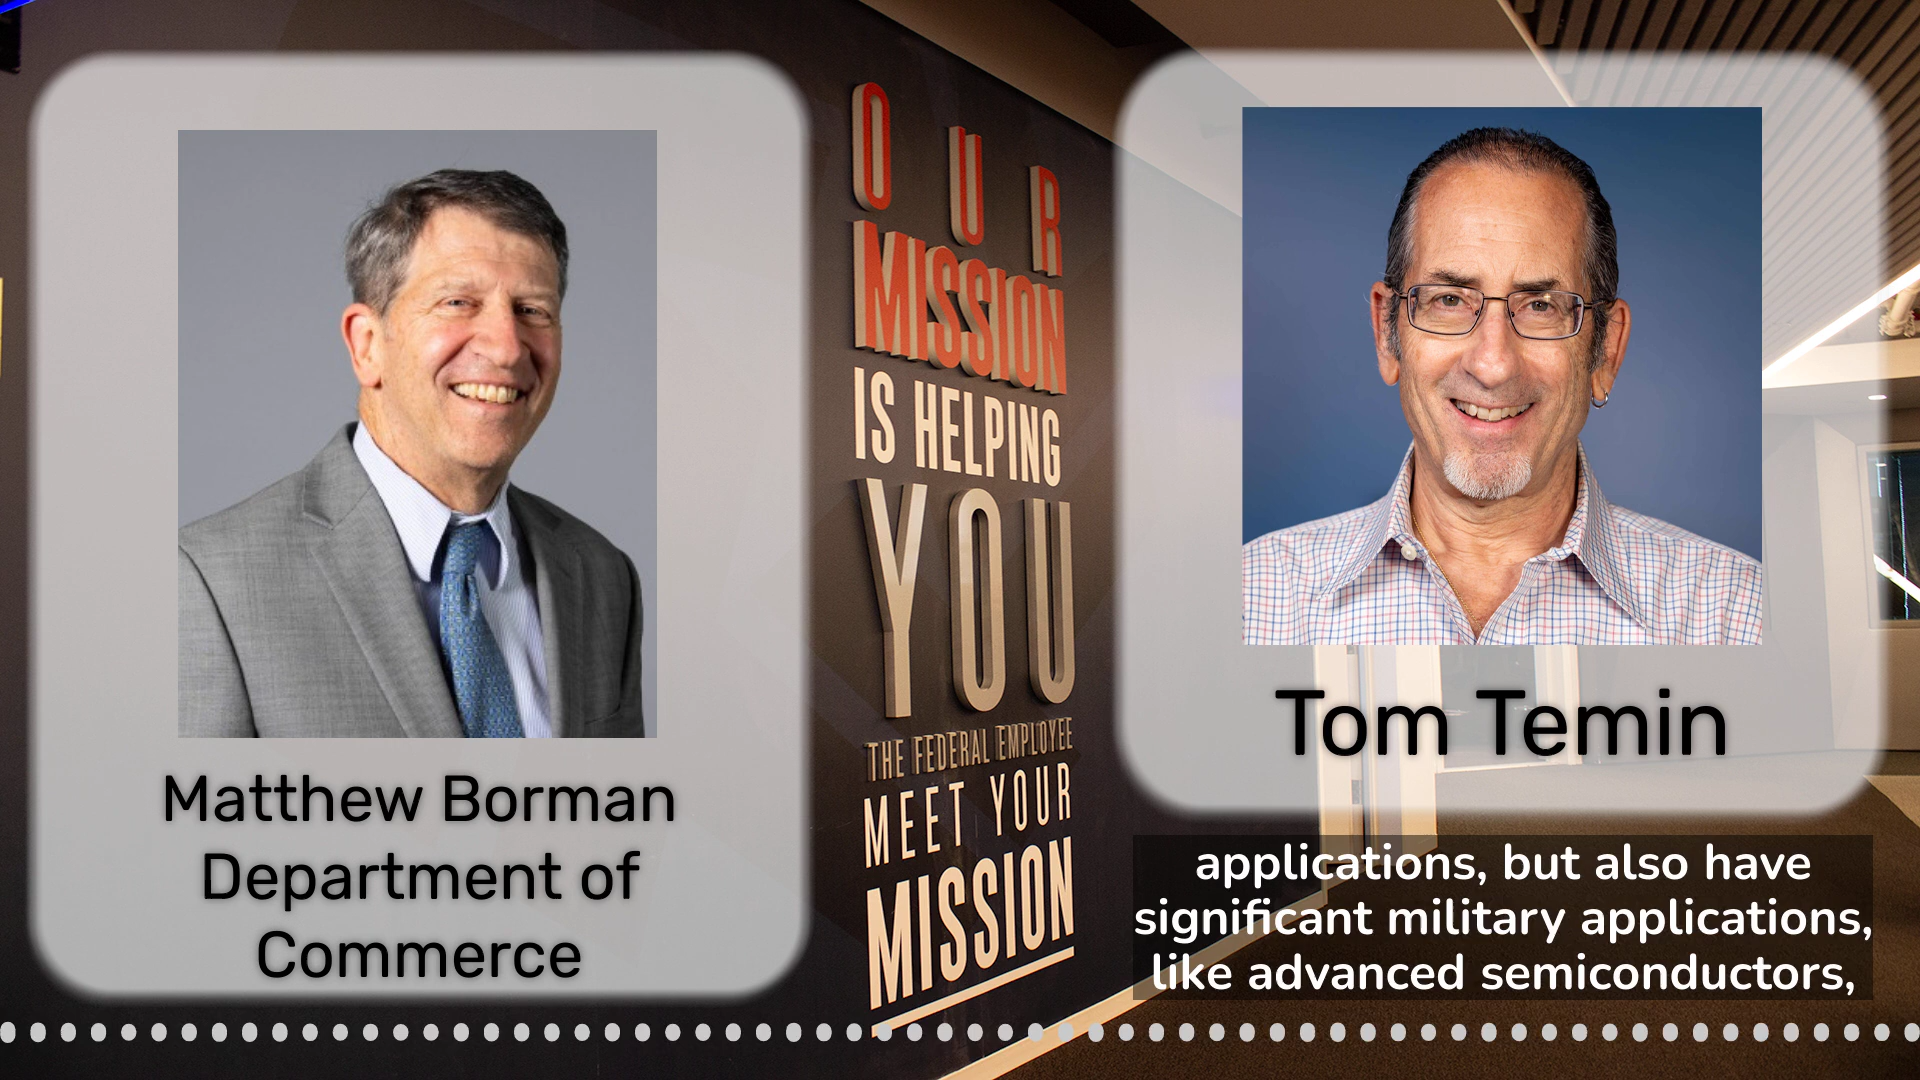 Matthew Borman
Department of
Commerce
OUR
MISSION
IS HELPING
YOU
THE FEDERAL EMPLOYEE
MEET YOUR
MISSION
Tom Temin
applications, but also have
significant military applications,
like advanced semiconductors,